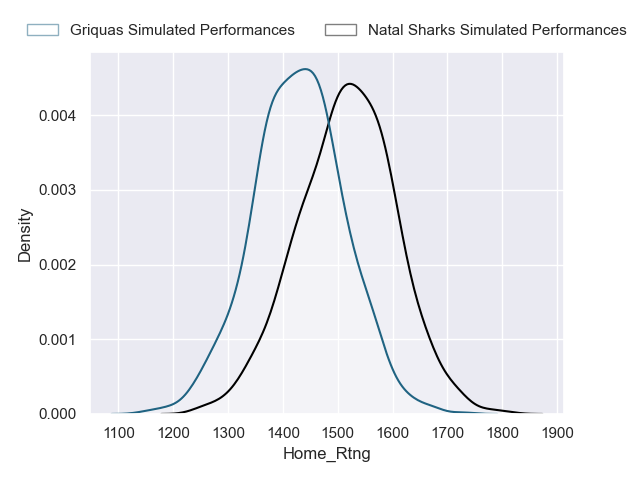 Griquas Simulated Performances Natal Sharks Simulated Performances
0.004
0.003
0.002
0.001
0.000
Density
1100 1200 1300 1400 1500 1600 1700 1800 1900
Home_Rtng